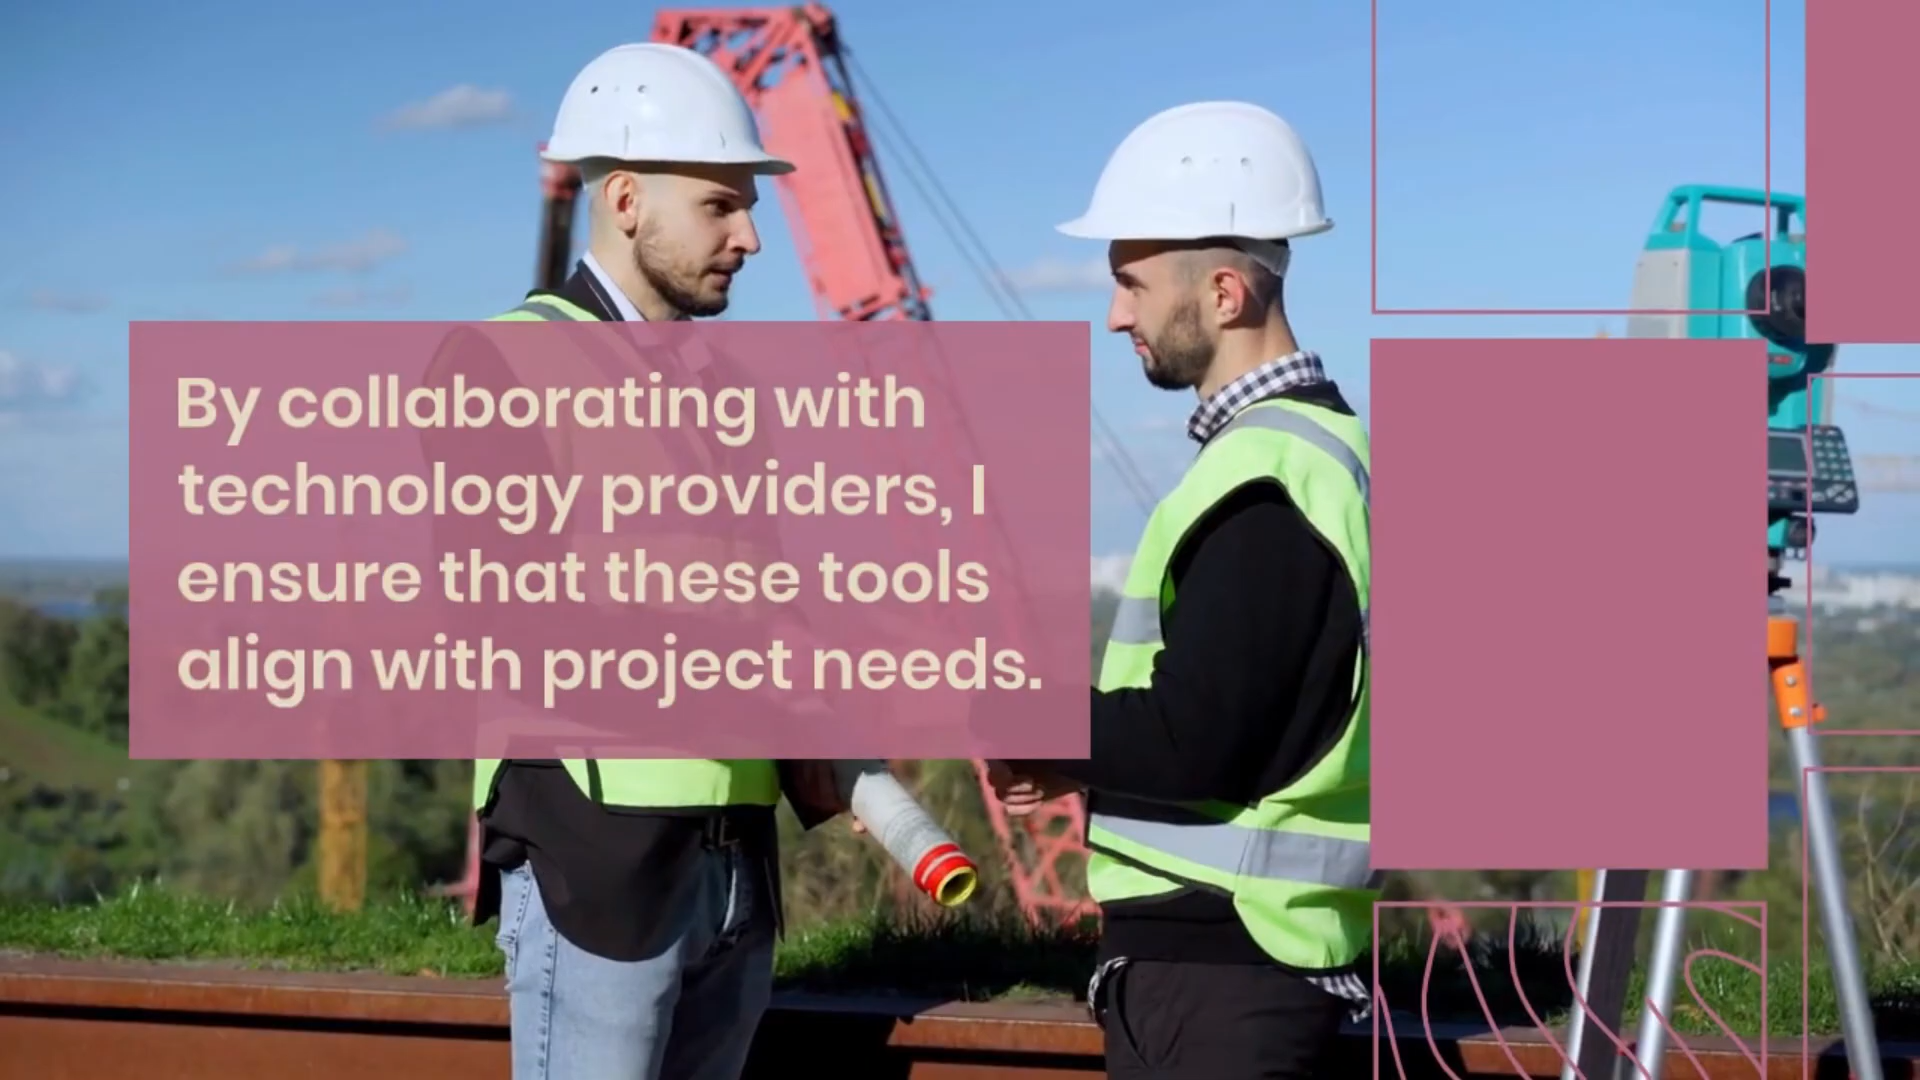 By collaborating with
technology providers, I
ensure that these tools
align with project needs.